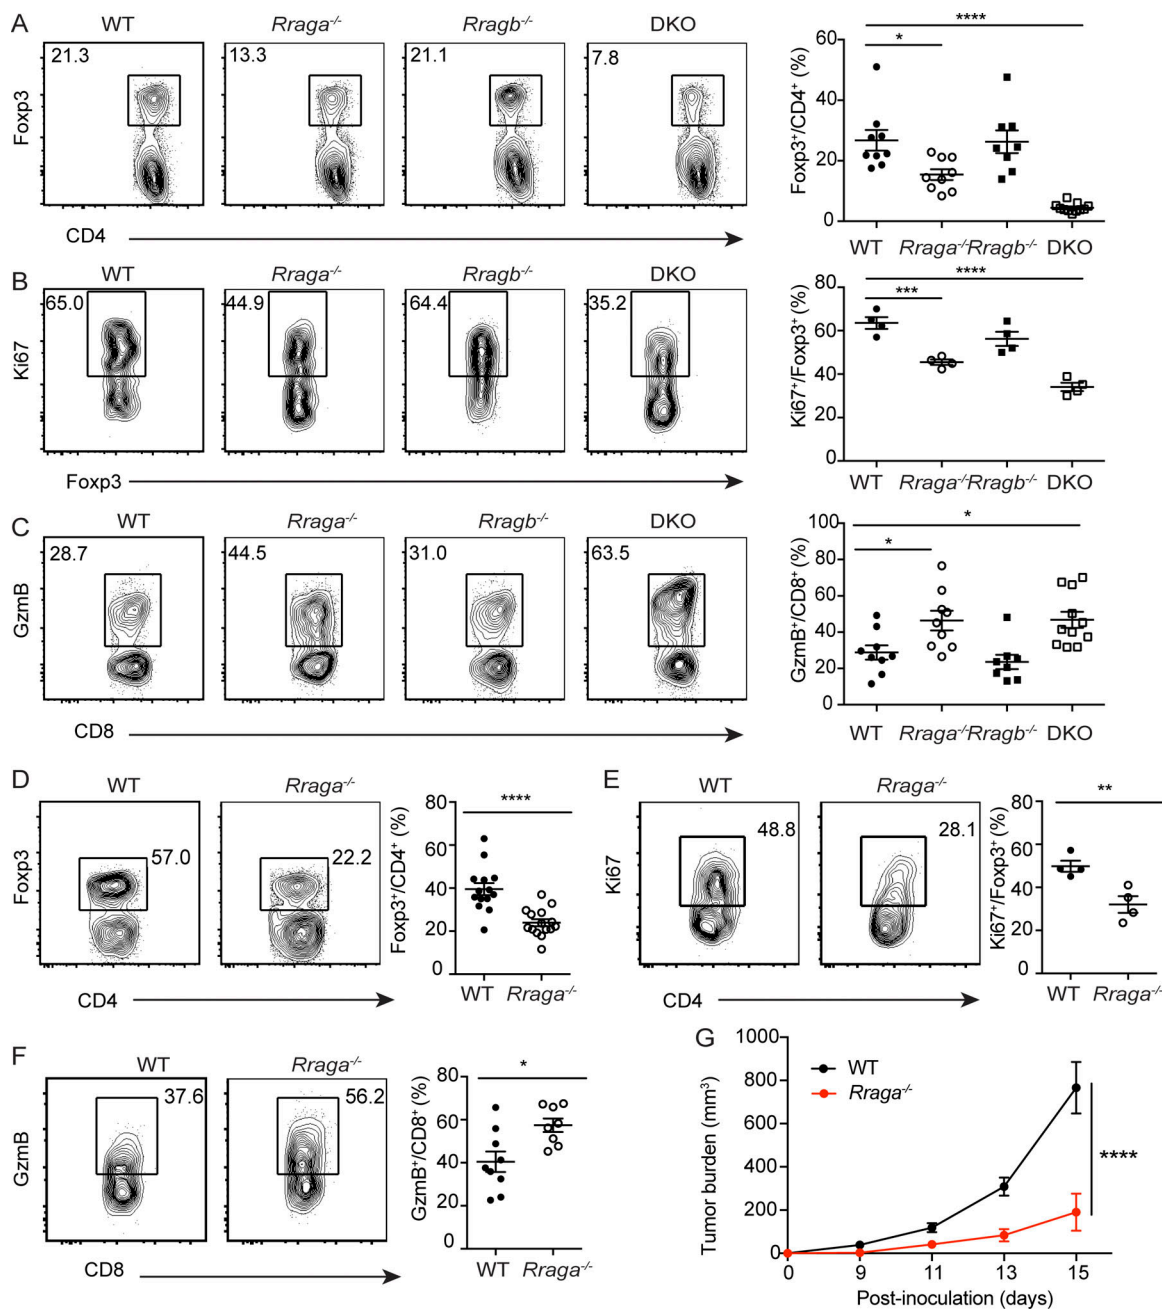 A
WT
Rraga-/-
Rragb-/-
DKO
21.3
13.3
21.1
7.8
Foxp3
CD4
Foxp3+/CD4+ (%)
60
40
20
0
*
****
WT
Rraga-/-
Rragb-/-
DKO
B
WT
Rraga-/-
Rragb-/-
DKO
65.0
44.9
64.4
35.2
Ki67
Foxp3
Ki67+/Foxp3+ (%)
80
60
40
20
0
****
***
WT
Rraga-/-
Rragb-/-
DKO
C
WT
Rraga-/-
Rragb-/-
DKO
28.7
44.5
31.0
63.5
GzmB
CD8
GzmB+/CD8+ (%)
100
80
60
40
20
0
*
*
WT
Rraga-/-
Rragb-/-
DKO
D
WT
Rraga-/-
57.0
22.2
Foxp3
CD4
Foxp3+/CD4+ (%)
80
60
40
20
0
****
WT
Rraga-/-
E
WT
Rraga-/-
48.8
28.1
Ki67
CD4
Ki67+/Foxp3+ (%)
80
60
40
20
0
**
WT
Rraga-/-
F
WT
Rraga-/-
37.6
56.2
GzmB
CD8
GzmB+/CD8+ (%)
80
60
40
20
0
*
WT
Rraga-/-
G
WT
Rraga-/-
Tumor burden (mm3)
1000
800
600
400
200
0
****
0
9
11
13
15
Post-inoculation (days)